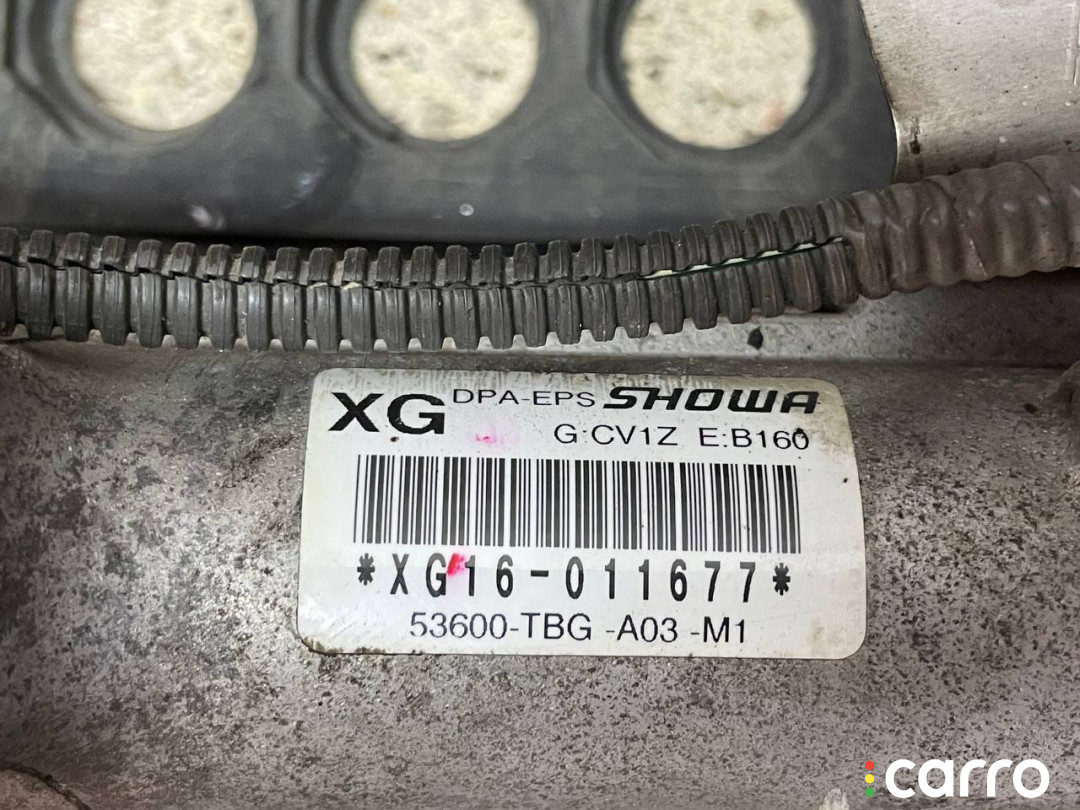 XG DPA-EPS SHOWA
G:CV1Z E:B160
*XG16-011677*
53600-TBG -A03 -M1
carro